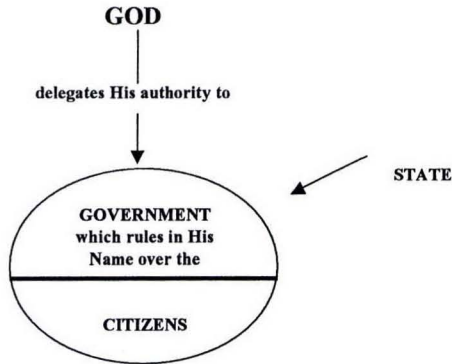 GOD
delegates His authority to
STATE
GOVERNMENT
which rules in His
Name over the
CITIZENS